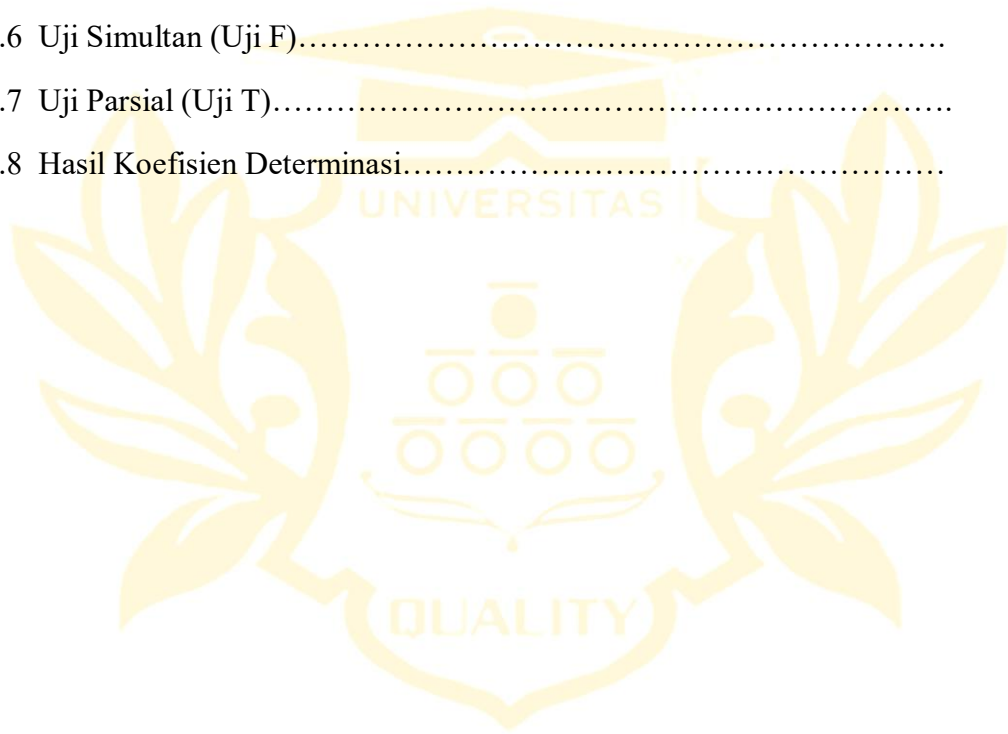 .6 Uji Simultan (Uji F)…………………………………………………………….
.7 Uji Parsial (Uji T)……………………………………………………………….
.8 Hasil Koefisien Determinasi……………………………………………
UNIVERSITAS
QUALITY